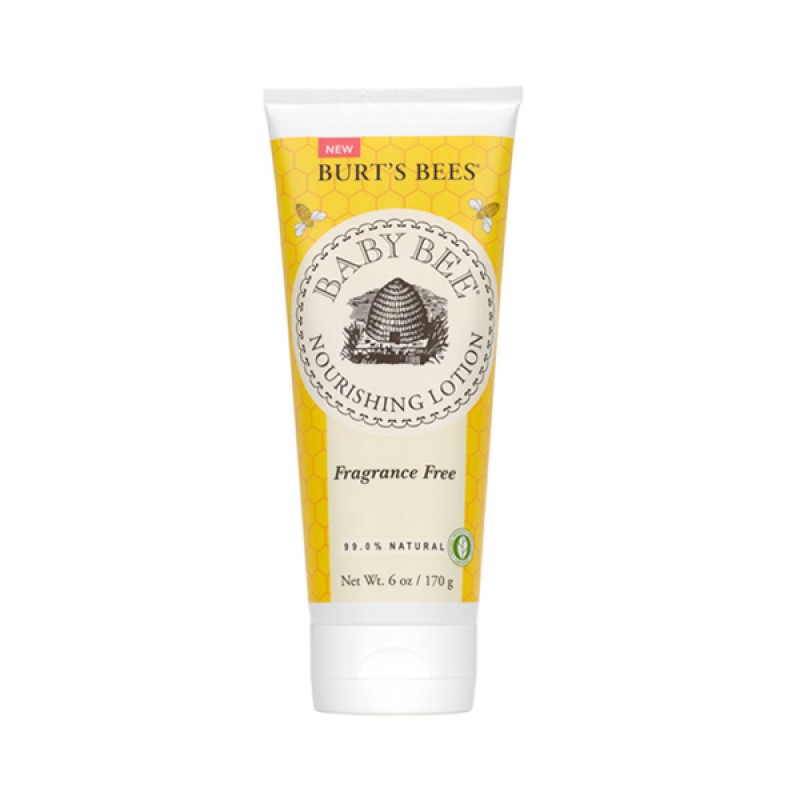 NEW
BURT'S BEES®
BABY BEE®
NOURISHING LOTION
Fragrance Free
99.0% NATURAL
Net Wt. 6 oz / 170 g